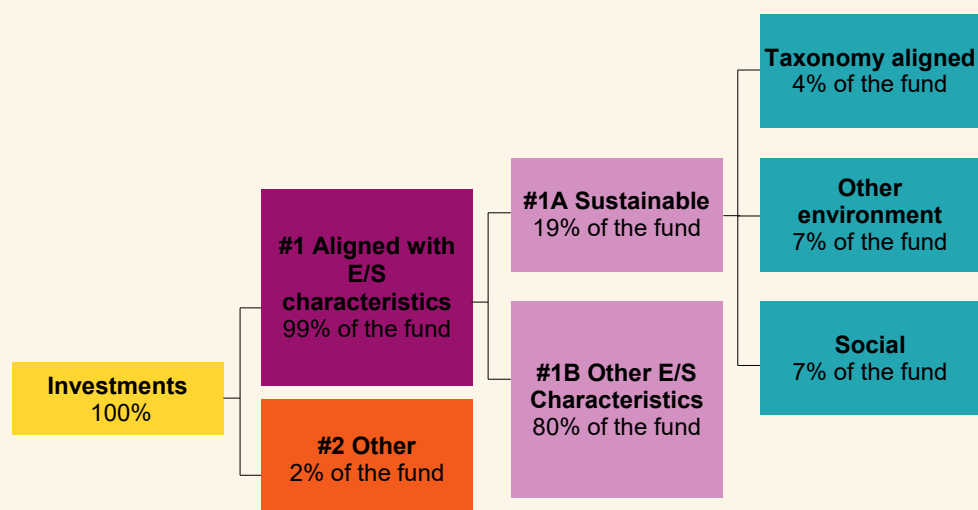 Investments
100%
#1 Aligned with
E/S
characteristics
99% of the fund
#2 Other
2% of the fund
#1A Sustainable
19% of the fund
#1B Other E/S
Characteristics
80% of the fund
Taxonomy aligned
4% of the fund
Other
environment
7% of the fund
Social
7% of the fund